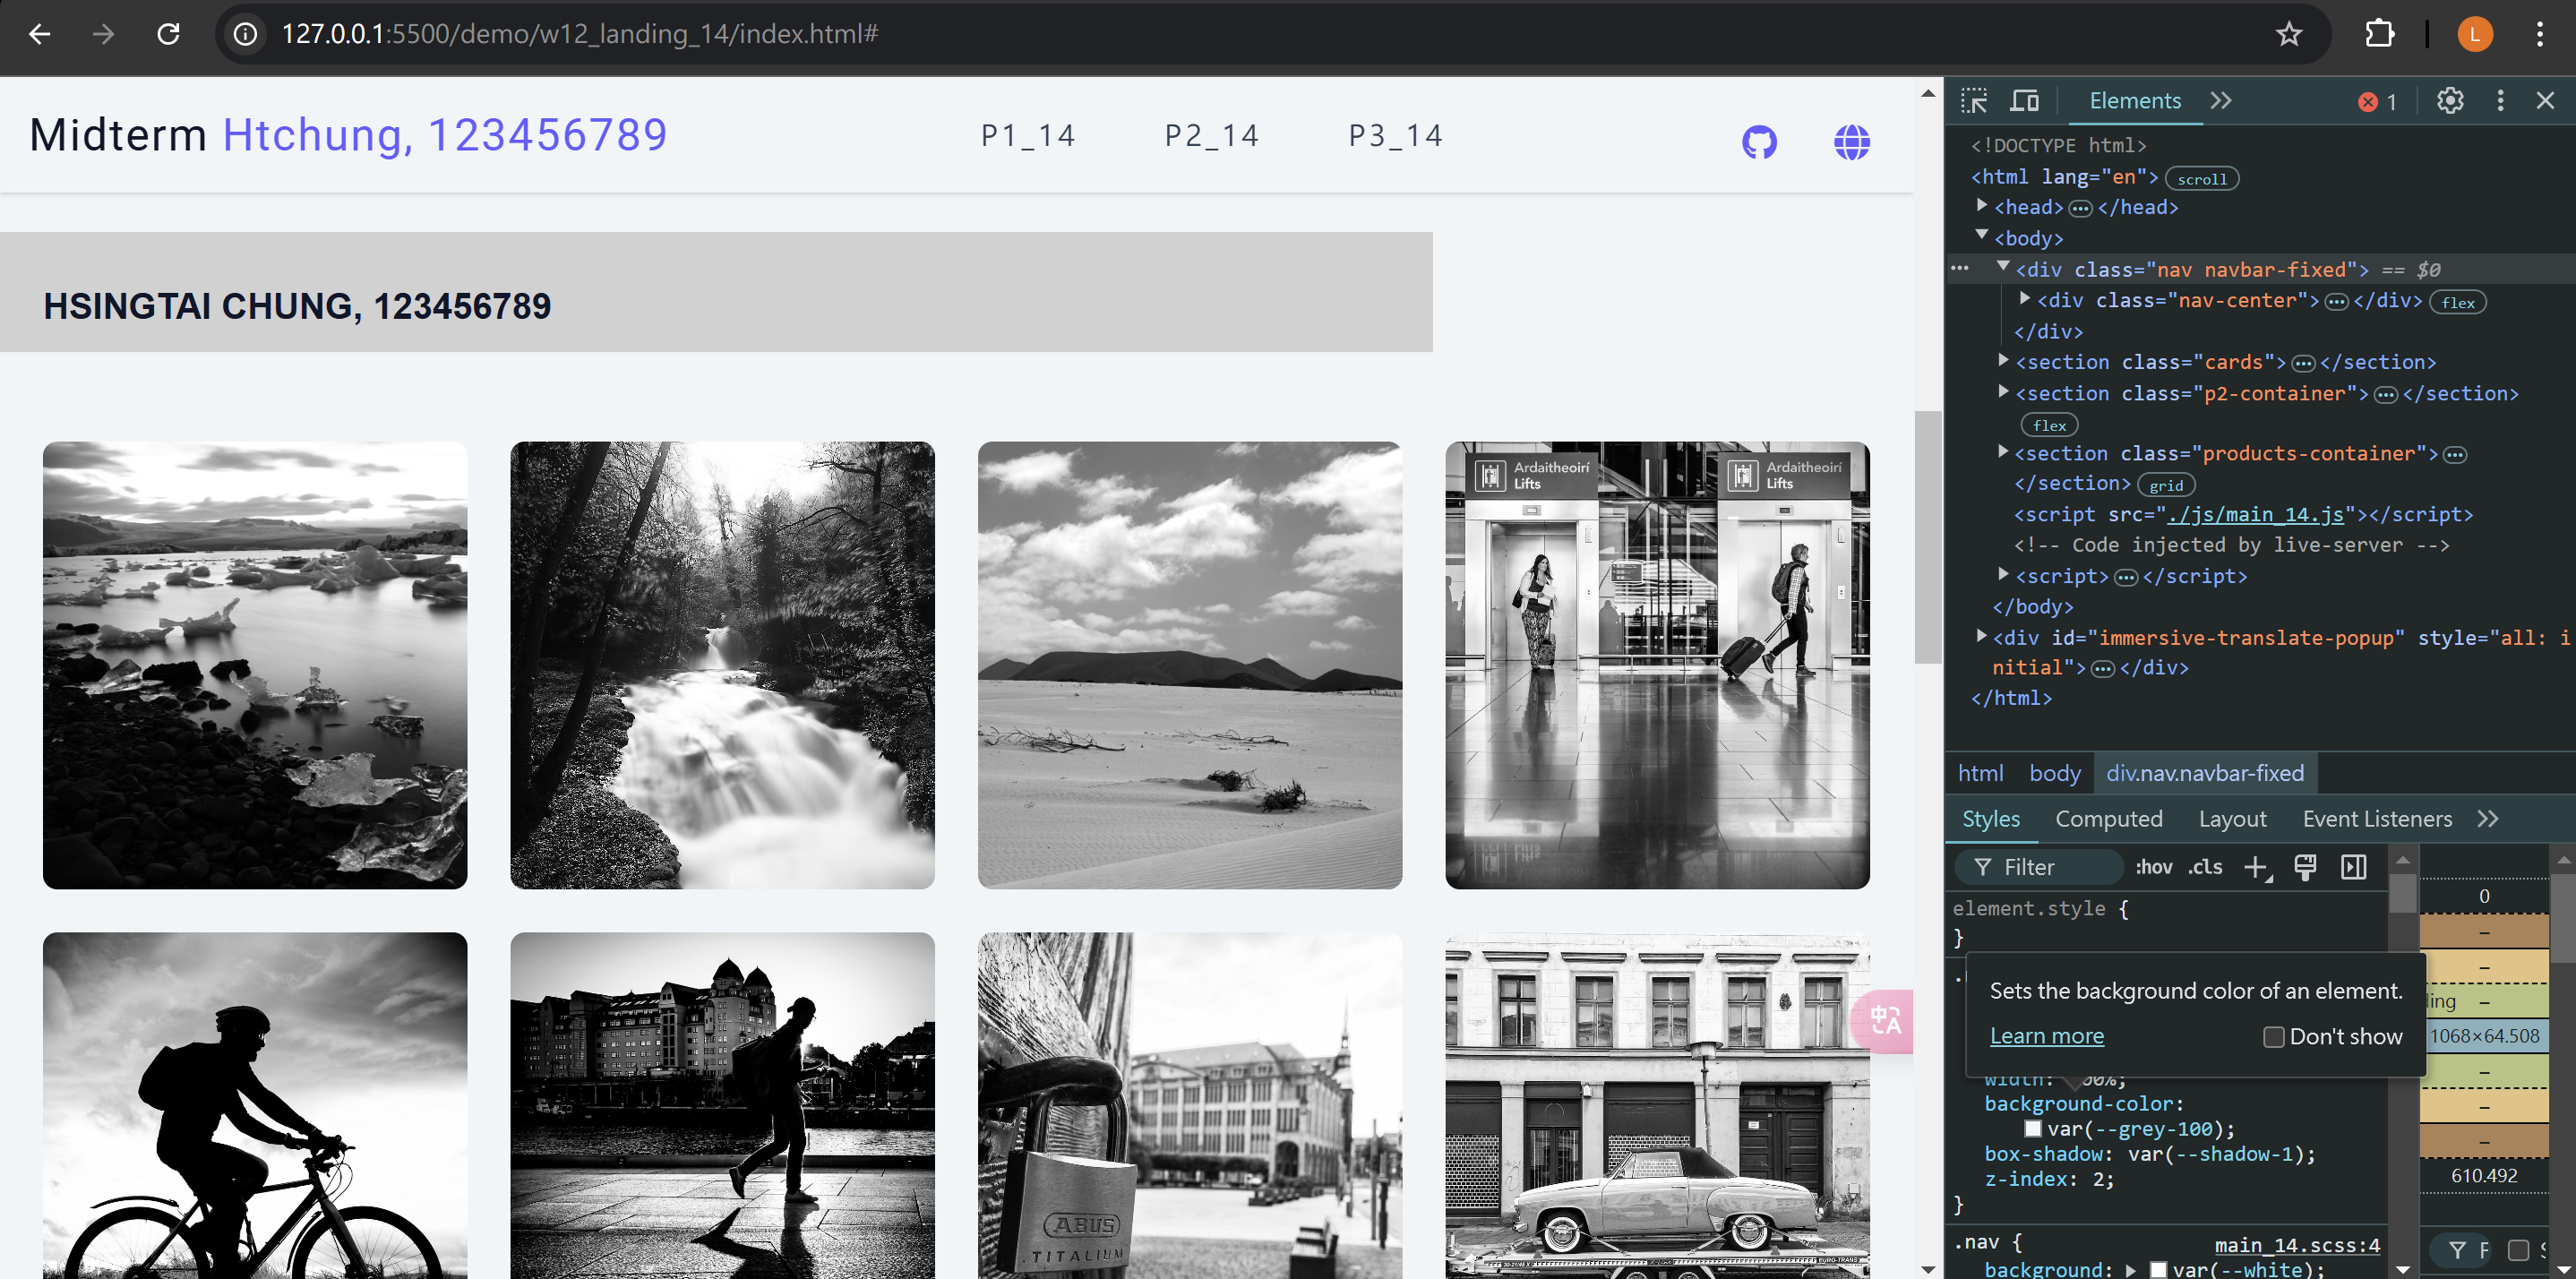 127.0.0.1:5500/demo/w12_landing_14/index.html#
L
Midterm Htchung, 123456789
P1_14
P2_14
P3_14
HSINGTAI CHUNG, 123456789
Ardaitheoirí
Lifts
Ardaitheoirí
Lifts
ABUS
TITALIUM
EURO-TRANS
中A
Elements
1
<!DOCTYPE html>
<html lang="en"> scroll
<head> … </head>
<body>
<div class="nav navbar-fixed"> == $0
<div class="nav-center"> … </div> flex
</div>
<section class="cards"> … </section>
<section class="p2-container"> … </section>
flex
<section class="products-container"> …
</section> grid
<script src="./js/main_14.js"></script>
<!-- Code injected by live-server -->
<script> … </script>
</body>
<div id="immersive-translate-popup" style="all: i
nitial"> … </div>
</html>
html body div.nav.navbar-fixed
Styles Computed Layout Event Listeners
Filter :hov .cls
element.style {
}
Sets the background color of an element.
Learn more Don't show
background-color:
var(--grey-100);
box-shadow: var(--shadow-1);
z-index: 2;
}
.nav { main_14.scss:4
background: var(--white);
0
–
–
ding –
1068×64.508
–
–
–
610.492
F